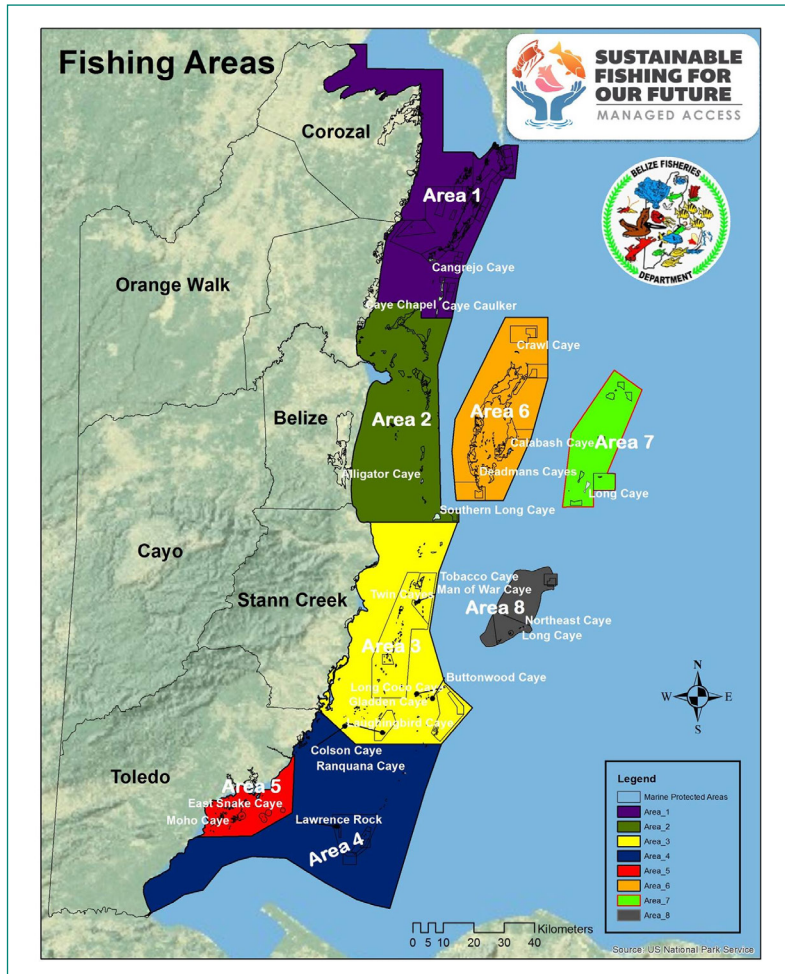 Fishing Areas
SUSTAINABLE
FISHING FOR
OUR FUTURE
MANAGED ACCESS
BELIZE FISHERIES
DEPARTMENT
Corozal
Area 1
Cangrejo Caye
Orange Walk
Caye Chapel
Caye Caulker
Crawl Caye
Belize
Area 2
Area 6
Calabash Caye
Area 7
Alligator Caye
Deadmans Cayes
Long Caye
Southern Long Caye
Cayo
Stann Creek
Tobacco Caye
Twin Cayes
Man of War Caye
Area 8
Northeast Caye
Long Caye
Area 3
Buttonwood Caye
Long Coco Caye
Gladden Caye
Laughingbird Caye
Colson Caye
Ranquana Caye
Toledo
Area 5
East Snake Caye
Moho Caye
Lawrence Rock
Area 4
N
W
E
S
Legend
Marine Protected Areas
Area_1
Area_2
Area_3
Area_4
Area_5
Area_6
Area_7
Area_8
Kilometers
0 5 10 20 30 40
Source: US National Park Service